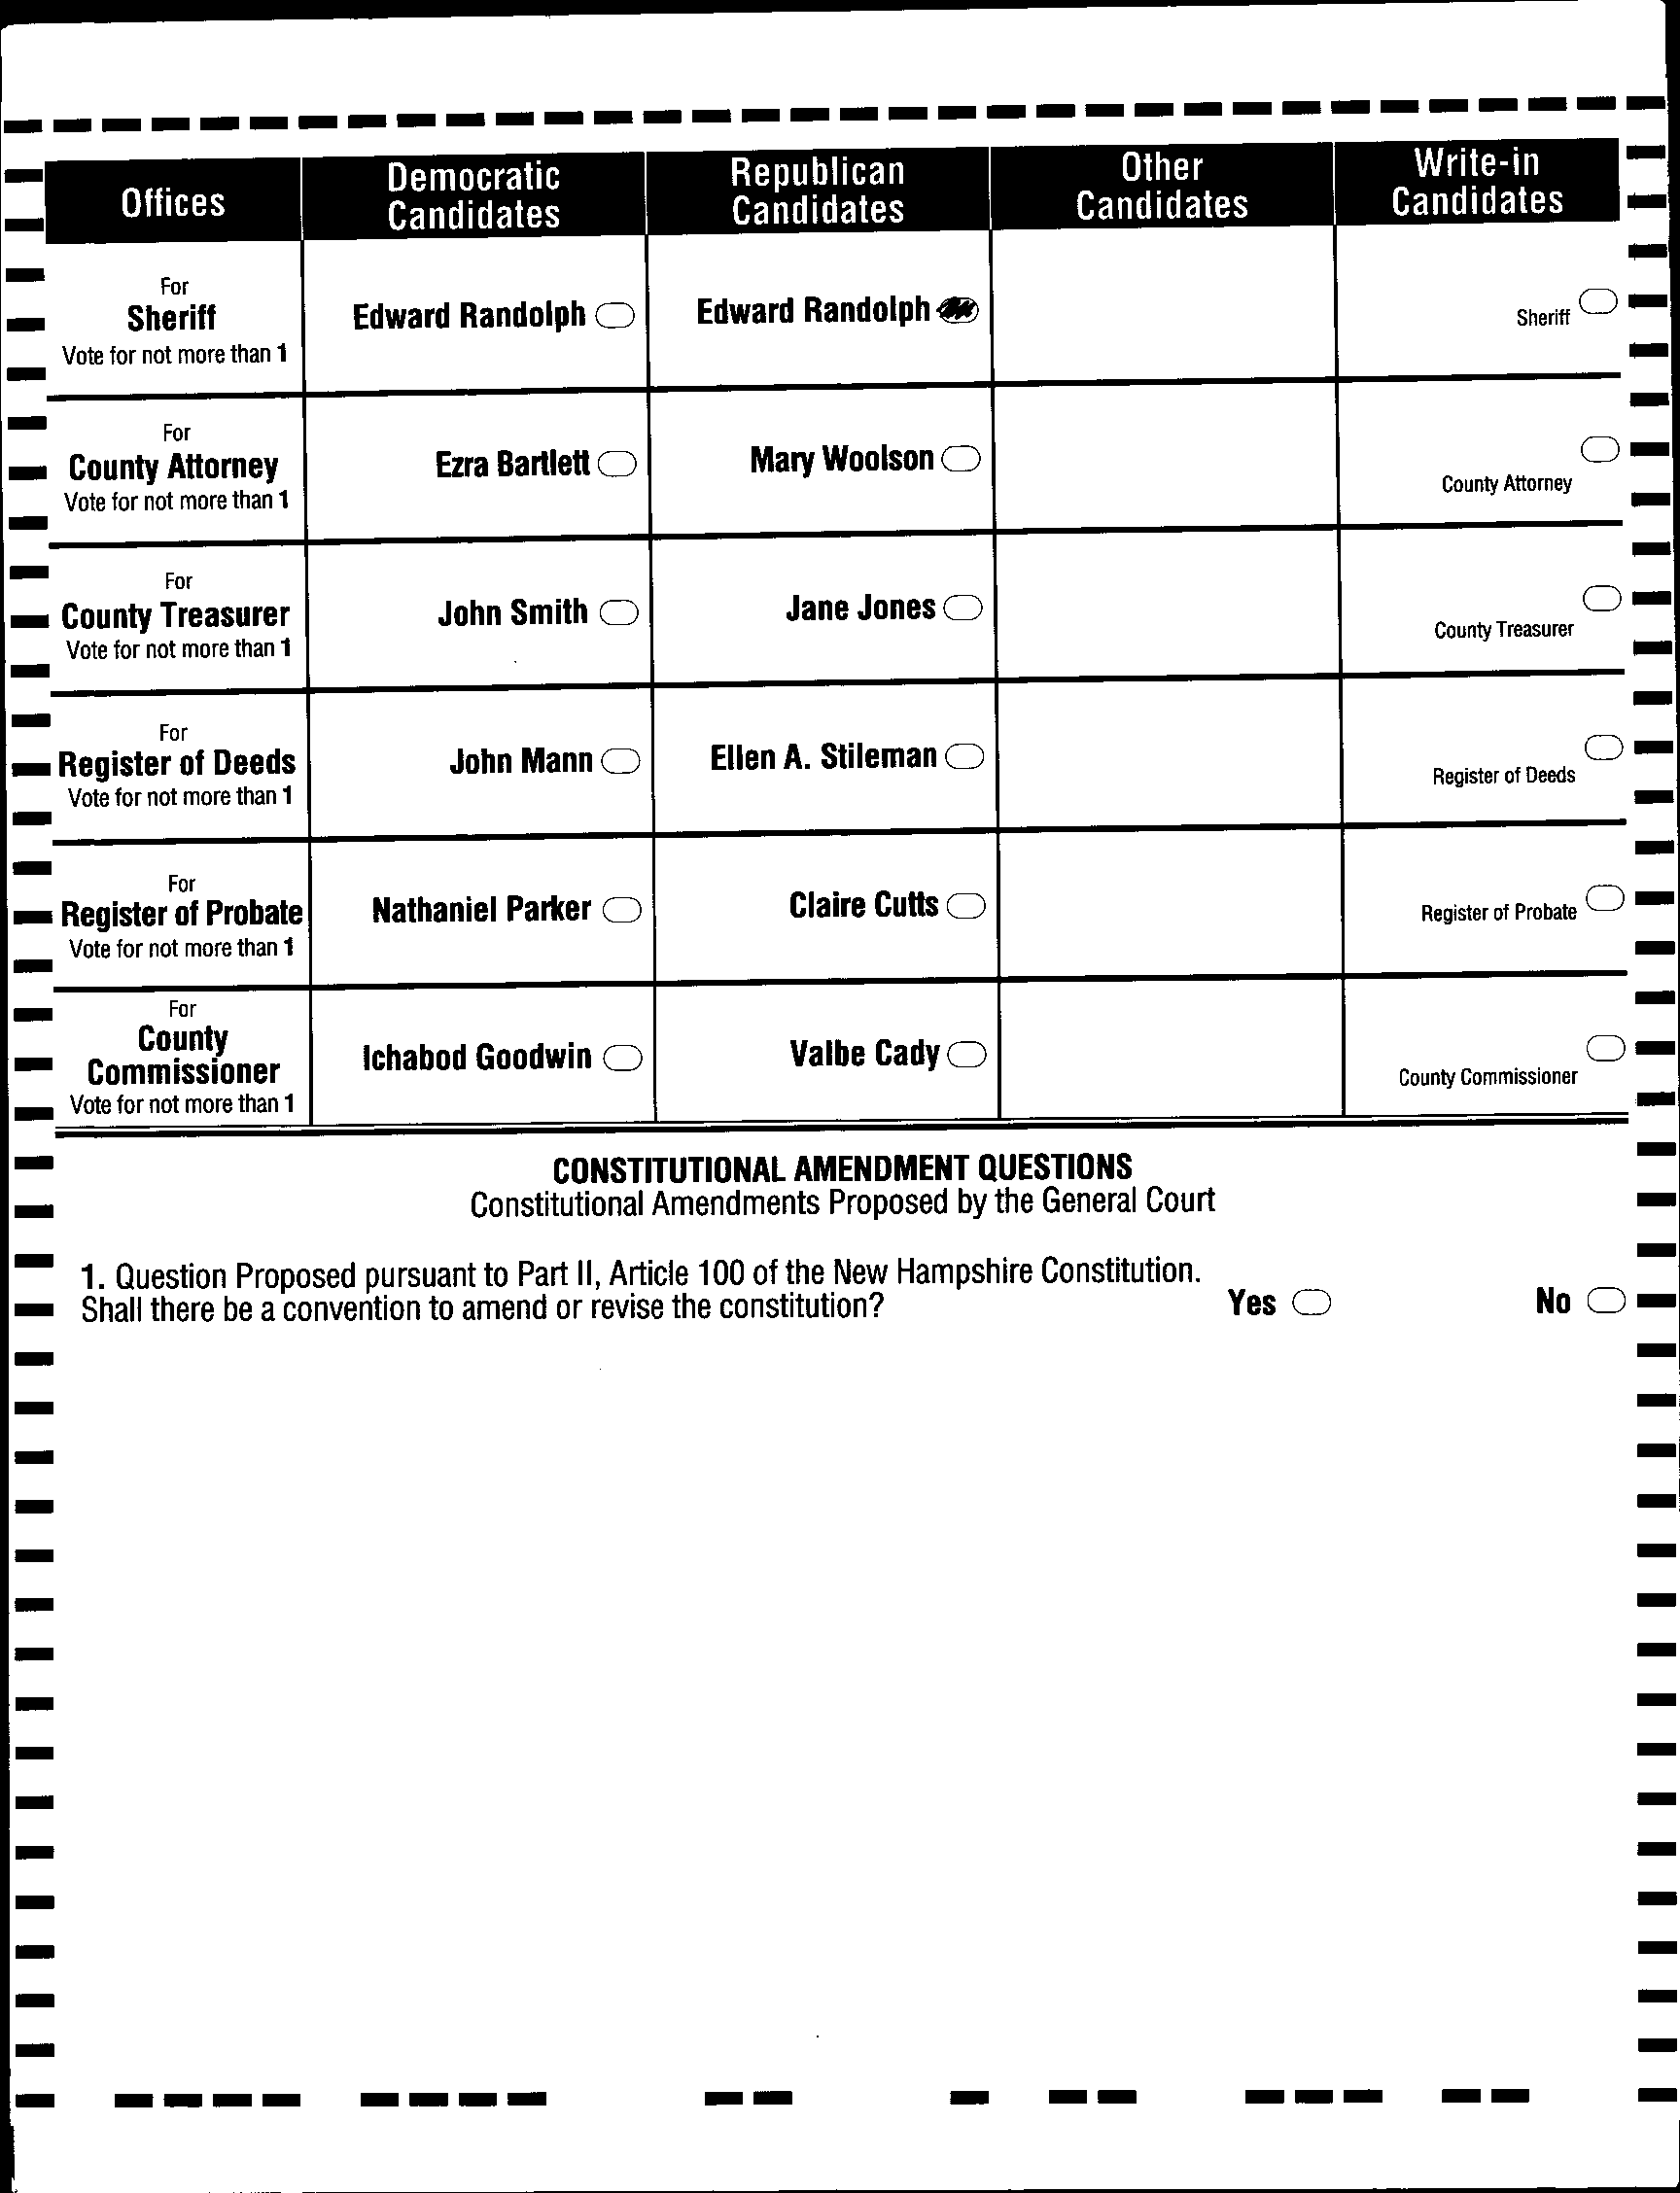 Offices
Democratic
Candidates
Republican
Candidates
Other
Candidates
Write-in
Candidates
For
Sheriff
Vote for not more than 1
Edward Randolph
Edward Randolph
Sheriff
For
County Attorney
Vote for not more than 1
Ezra Bartlett
Mary Woolson
County Attorney
For
County Treasurer
Vote for not more than 1
John Smith
Jane Jones
County Treasurer
For
Register of Deeds
Vote for not more than 1
John Mann
Ellen A. Stileman
Register of Deeds
For
Register of Probate
Vote for not more than 1
Nathaniel Parker
Claire Cutts
Register of Probate
For
County
Commissioner
Vote for not more than 1
Ichabod Goodwin
Valbe Cady
County Commissioner
CONSTITUTIONAL AMENDMENT QUESTIONS
Constitutional Amendments Proposed by the General Court
1. Question Proposed pursuant to Part II, Article 100 of the New Hampshire Constitution.
Shall there be a convention to amend or revise the constitution?
Yes
No